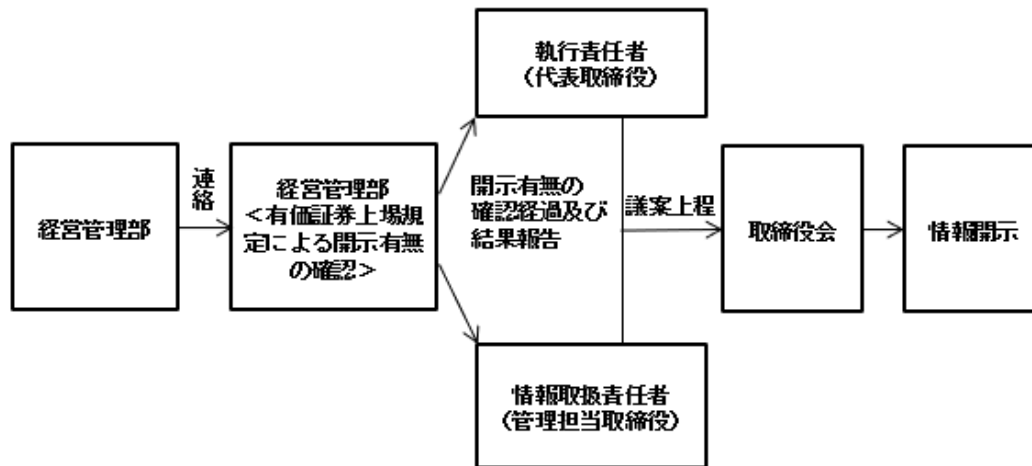 経営管理部
連絡
経営管理部
＜有価証券上場規
定による開示有無
の確認＞
執行責任者
（代表取締役）
開示有無の
確認経過及び
結果報告
情報取扱責任者
（管理担当取締役）
議案上程
取締役会
情報開示